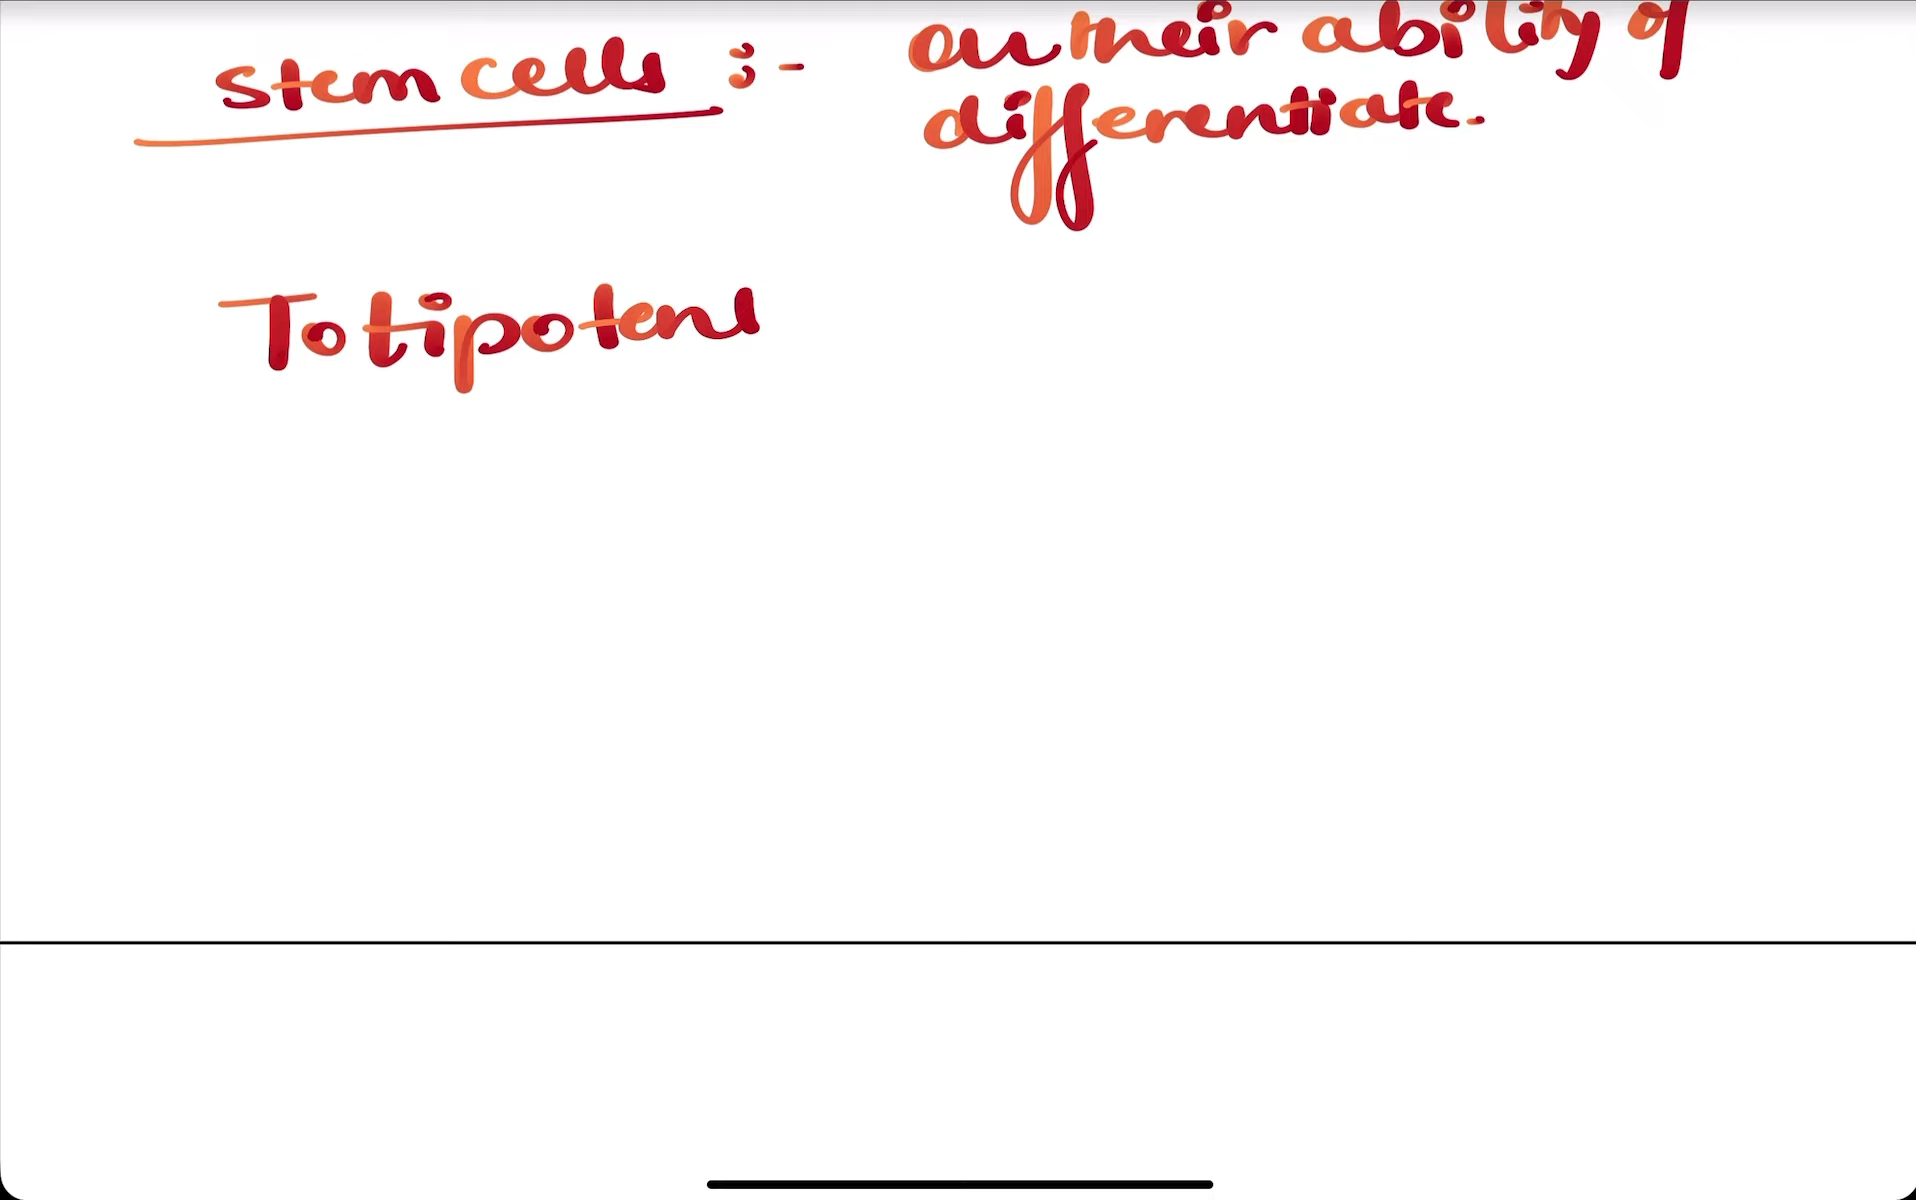 on their ability of
stem cells :-
differentiate.
Totipotent